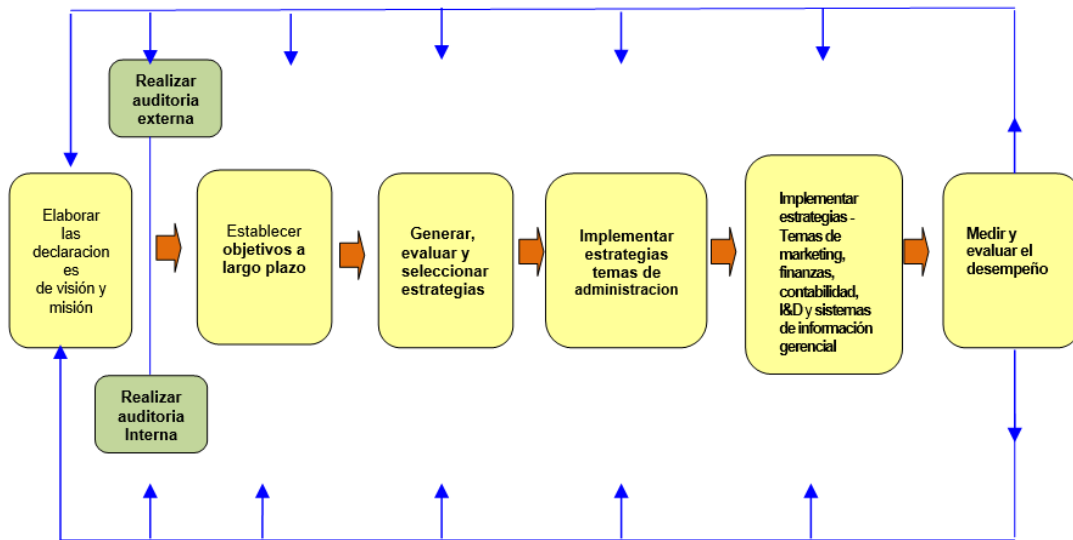 Realizar
auditoria
externa
Elaborar
las
declaracion
es
de visión y
misión
Realizar
auditoria
Interna
Establecer
objetivos a
largo plazo
Generar,
evaluar y
seleccionar
estrategias
Implementar
estrategias
temas de
administracion
Implementar
estrategias -
Temas de
marketing,
finanzas,
contabilidad,
I&D y sistemas
de información
gerencial
Medir y
evaluar el
desempeño